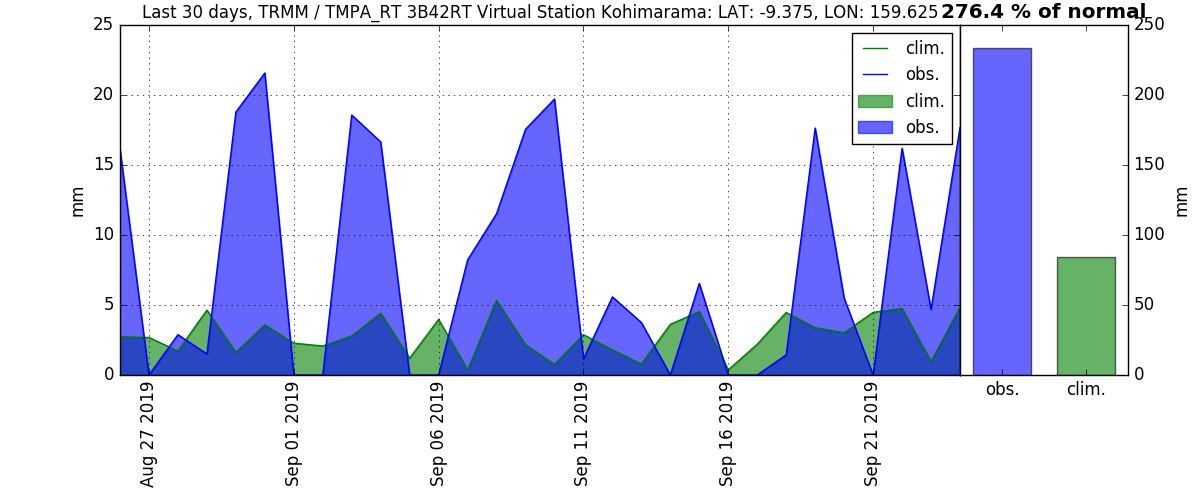 Last 30 days, TRMM / TMPA_RT 3B42RT Virtual Station Kohimarama: LAT: -9.375, LON: 159.625
276.4 % of normal
25
20
15
10
5
0
mm
clim.
obs.
clim.
obs.
250
200
150
100
50
0
mm
obs.
clim.
Aug 27 2019
Sep 01 2019
Sep 06 2019
Sep 11 2019
Sep 16 2019
Sep 21 2019